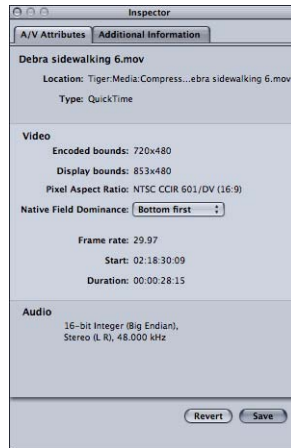 Inspector
A/V Attributes Additional Information
Debra sidewalking 6.mov
Location: Tiger:Media:Compress...ebra sidewalking 6.mov
Type: QuickTime
Video
Encoded bounds: 720x480
Display bounds: 853x480
Pixel Aspect Ratio: NTSC CCIR 601/DV (16:9)
Native Field Dominance: Bottom first
Frame rate: 29.97
Start: 02:18:30:09
Duration: 00:00:28:15
Audio
16-bit Integer (Big Endian),
Stereo (L R), 48.000 kHz
Revert Save